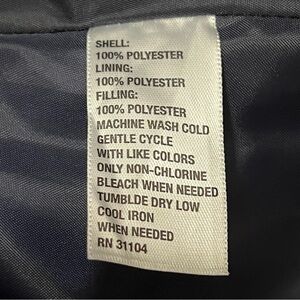 SHELL:
100% POLYESTER
LINING:
100% POLYESTER
FILLING:
100% POLYESTER
MACHINE WASH COLD
GENTLE CYCLE
WITH LIKE COLORS
ONLY NON-CHLORINE
BLEACH WHEN NEEDED
TUMBLDE DRY LOW
COOL IRON
WHEN NEEDED
RN 31104